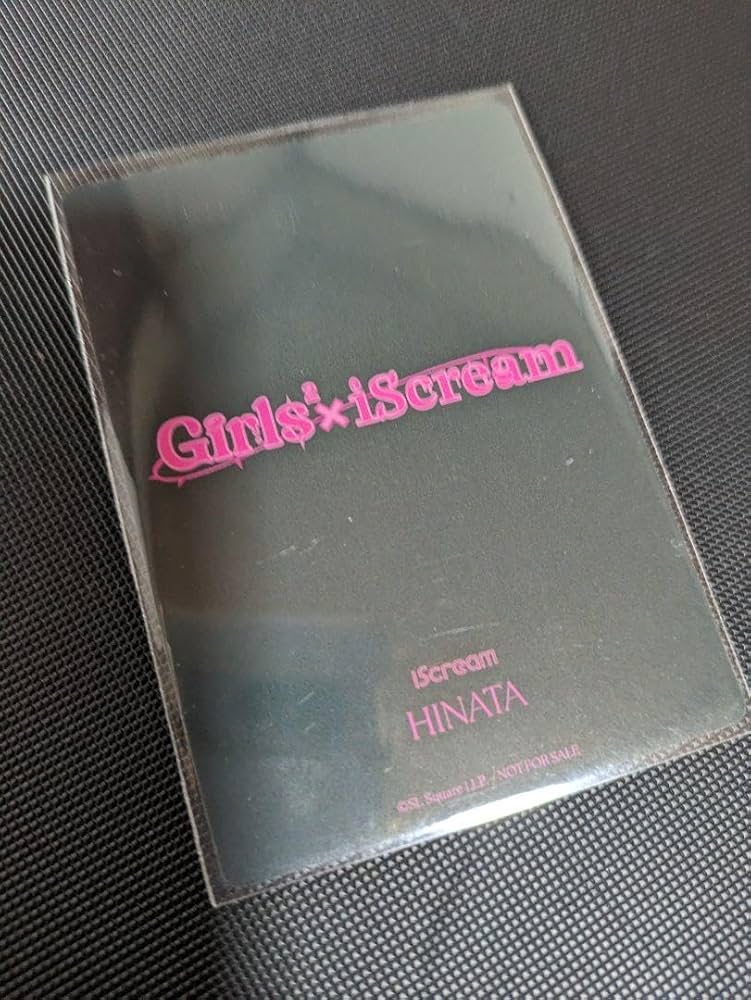 Girls²×iScream
iScream
HINATA
©SL Square LLP. / NOT FOR SALE